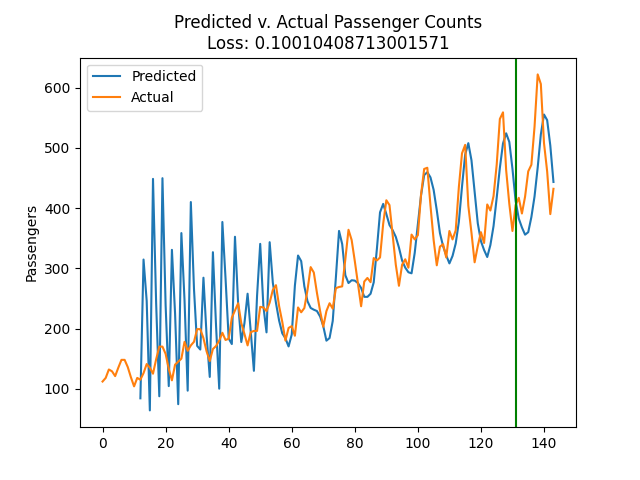 Predicted v. Actual Passenger Counts
Loss: 0.10010408713001571
Predicted
Actual
Passengers
600
500
400
300
200
100
0 20 40 60 80 100 120 140